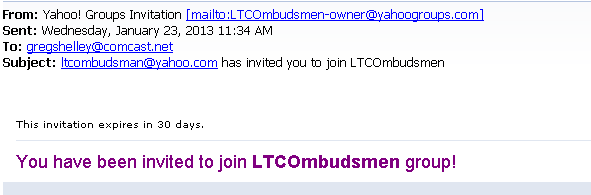 From: Yahoo! Groups Invitation [mailto:LTCOmbudsmen-owner@yahoogroups.com]
Sent: Wednesday, January 23, 2013 11:34 AM
To: gregshelley@comcast.net
Subject: ltcombudsman@yahoo.com has invited you to join LTCOmbudsmen
This invitation expires in 30 days.
You have been invited to join LTCOmbudsmen group!